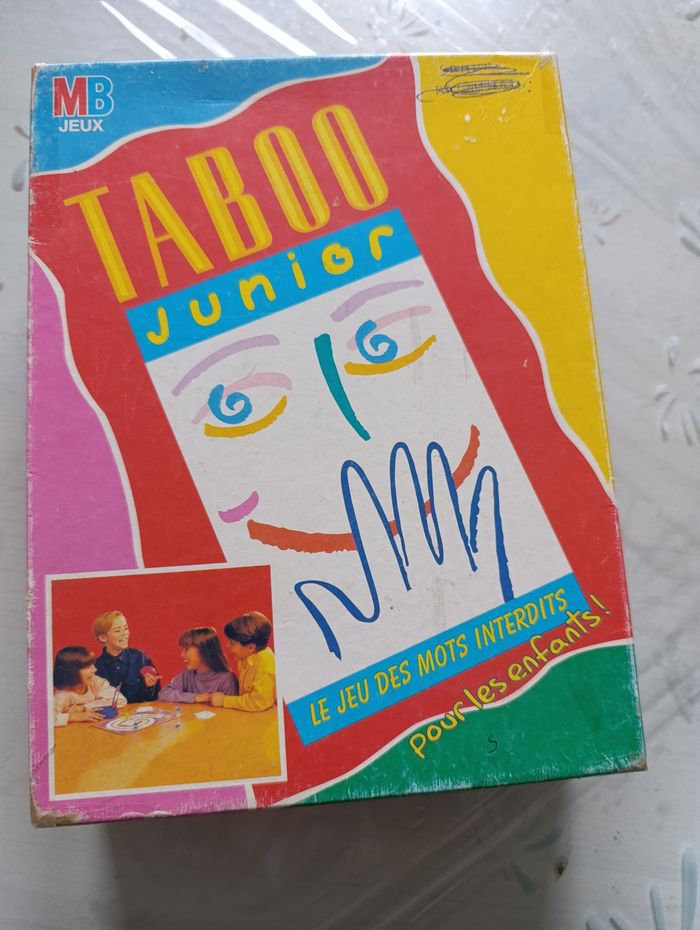 MB
JEUX
TABOO
Junior
LE JEU DES MOTS INTERDITS
pour les enfants!